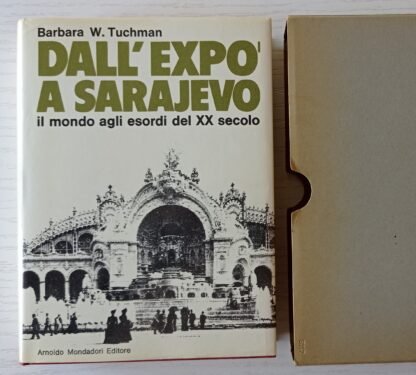 Barbara W. Tuchman
DALL'EXPO'
A SARAJEVO
il mondo agli esordi del XX secolo
Arnoldo Mondadori Editore